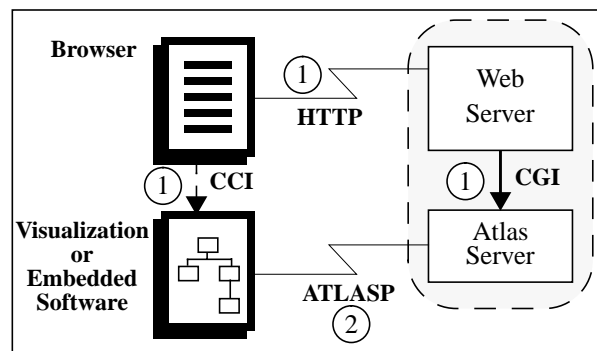 Browser
1
HTTP
Web
Server
1
CCI
1
CGI
Visualization
or
Embedded
Software
ATLASP
2
Atlas
Server